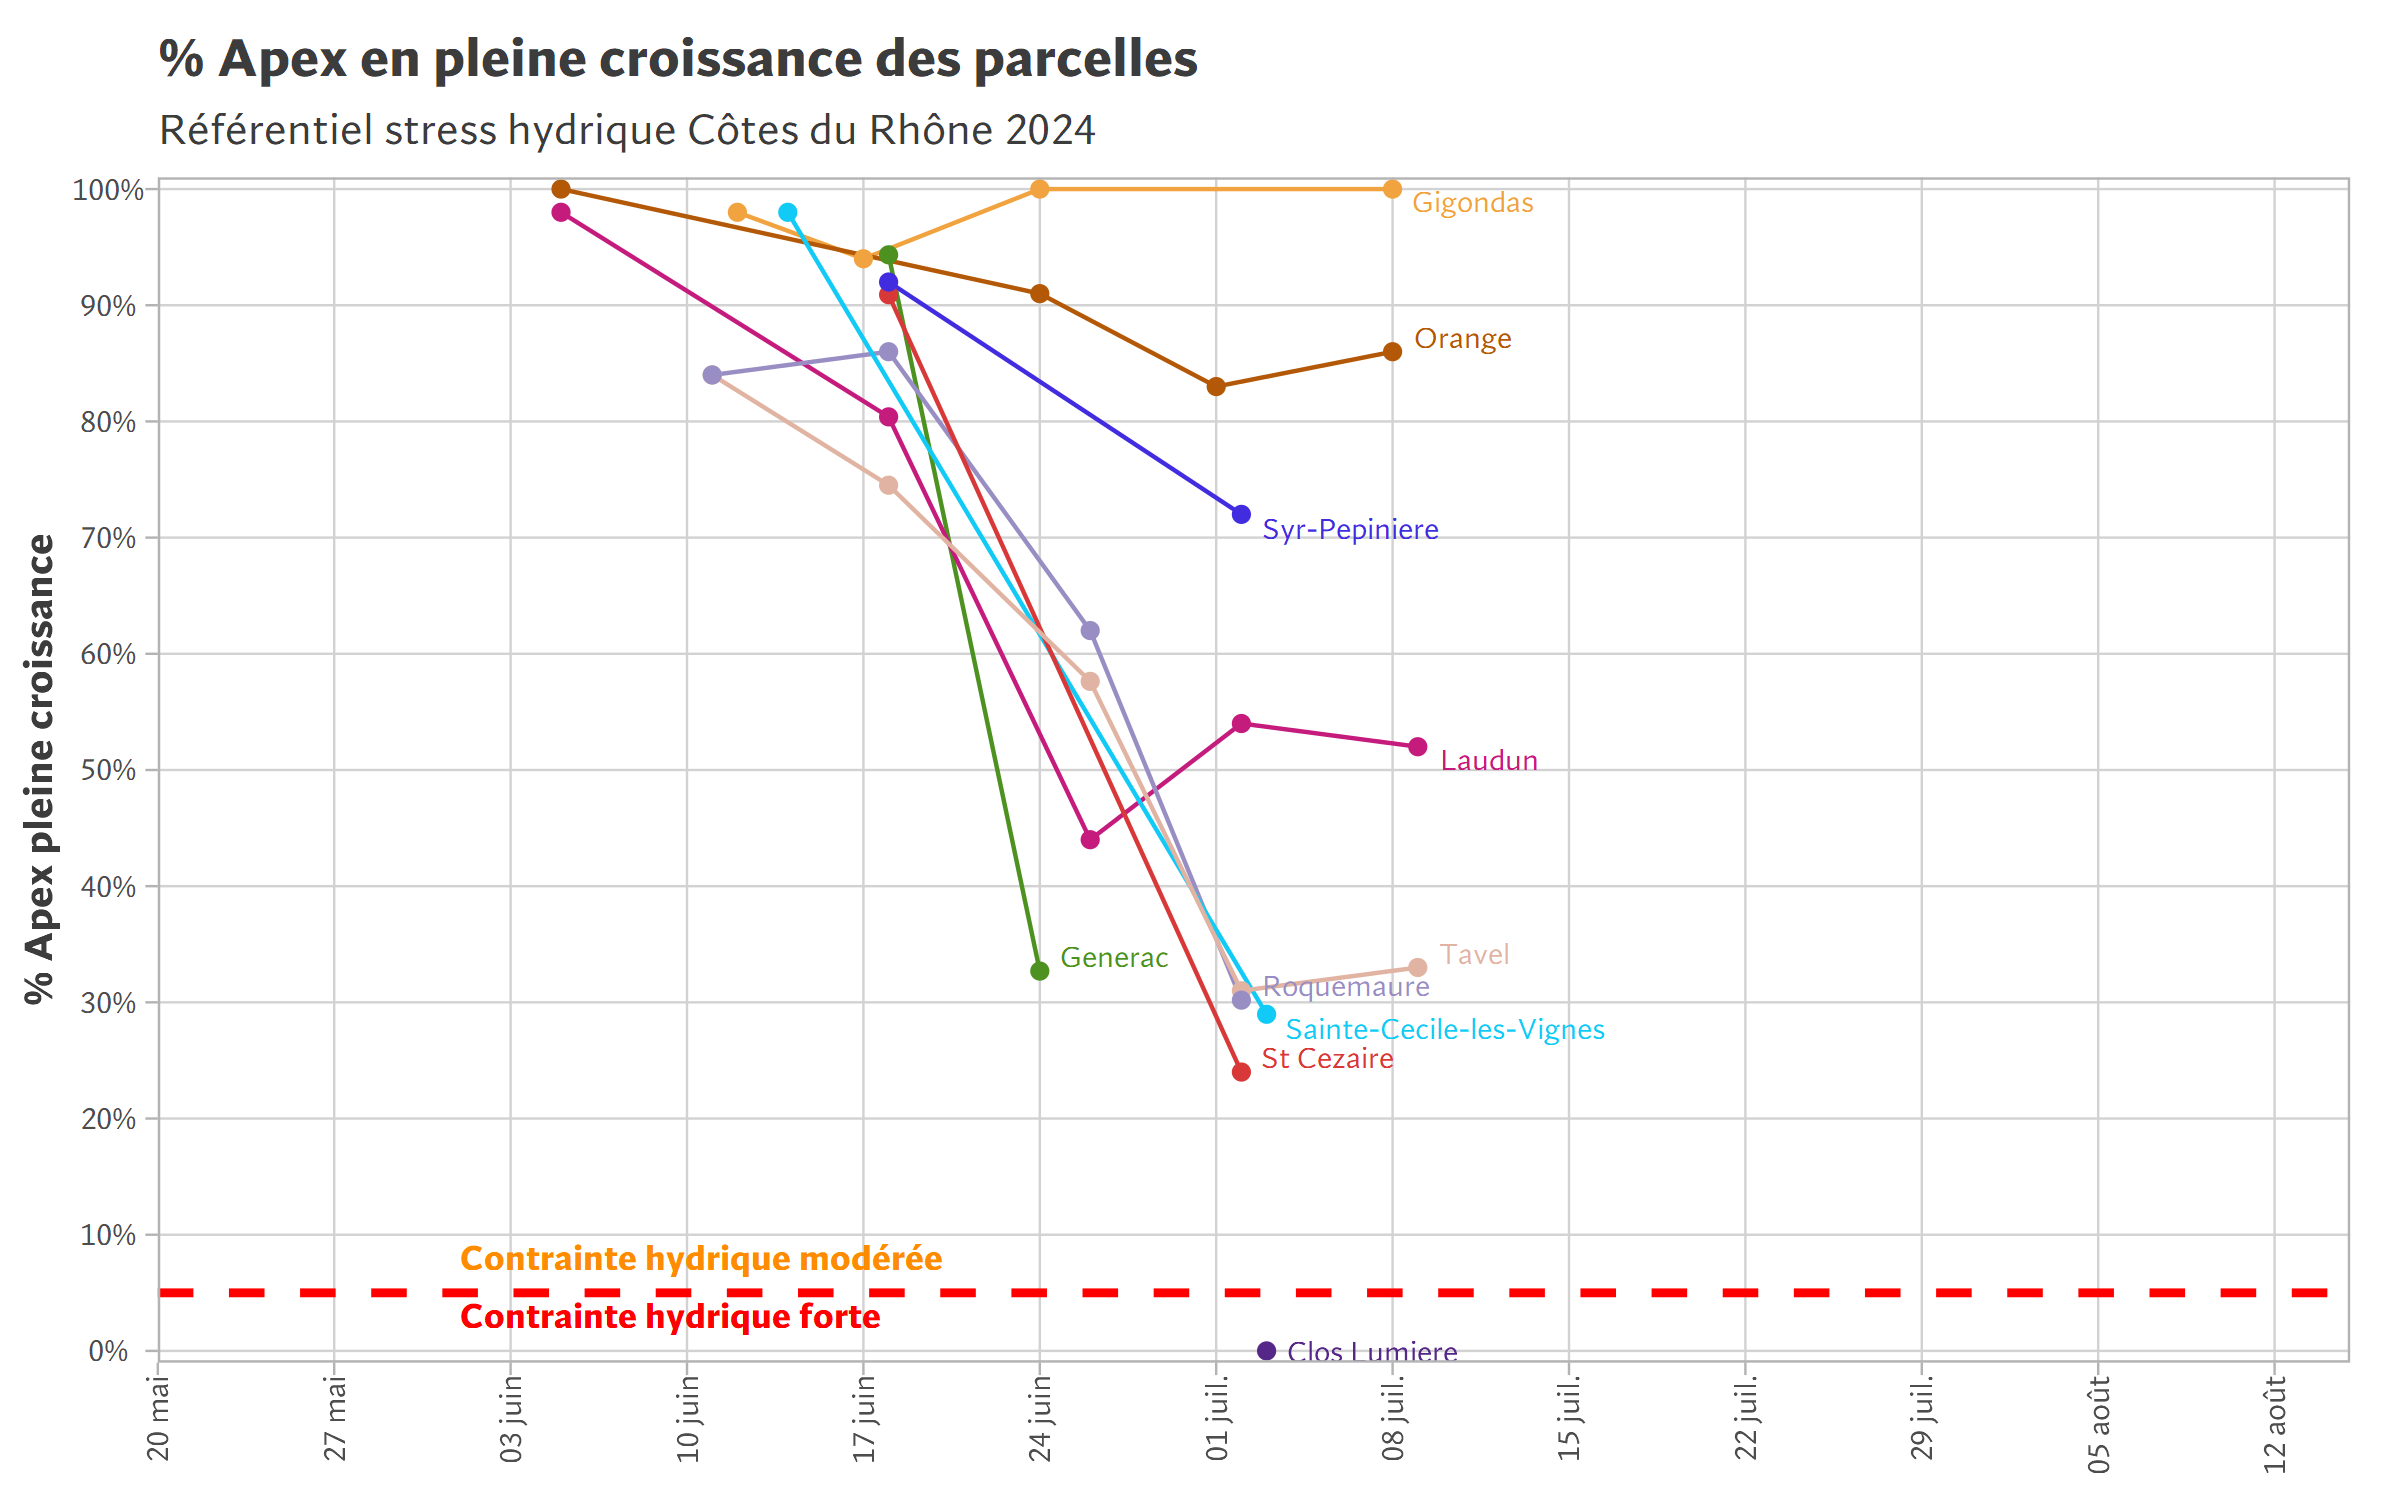 % Apex en pleine croissance des parcelles
Référentiel stress hydrique Côtes du Rhône 2024
% Apex pleine croissance
100%
90%
80%
70%
60%
50%
40%
30%
20%
10%
0%
Gigondas
Orange
Syr-Pepiniere
Laudun
Tavel
Generac
Roquemaure
Sainte-Cecile-les-Vignes
St Cezaire
Contrainte hydrique modérée
Contrainte hydrique forte
Clos Lumiere
20 mai
27 mai
03 juin
10 juin
17 juin
24 juin
01 juil.
08 juil.
15 juil.
22 juil.
29 juil.
05 août
12 août